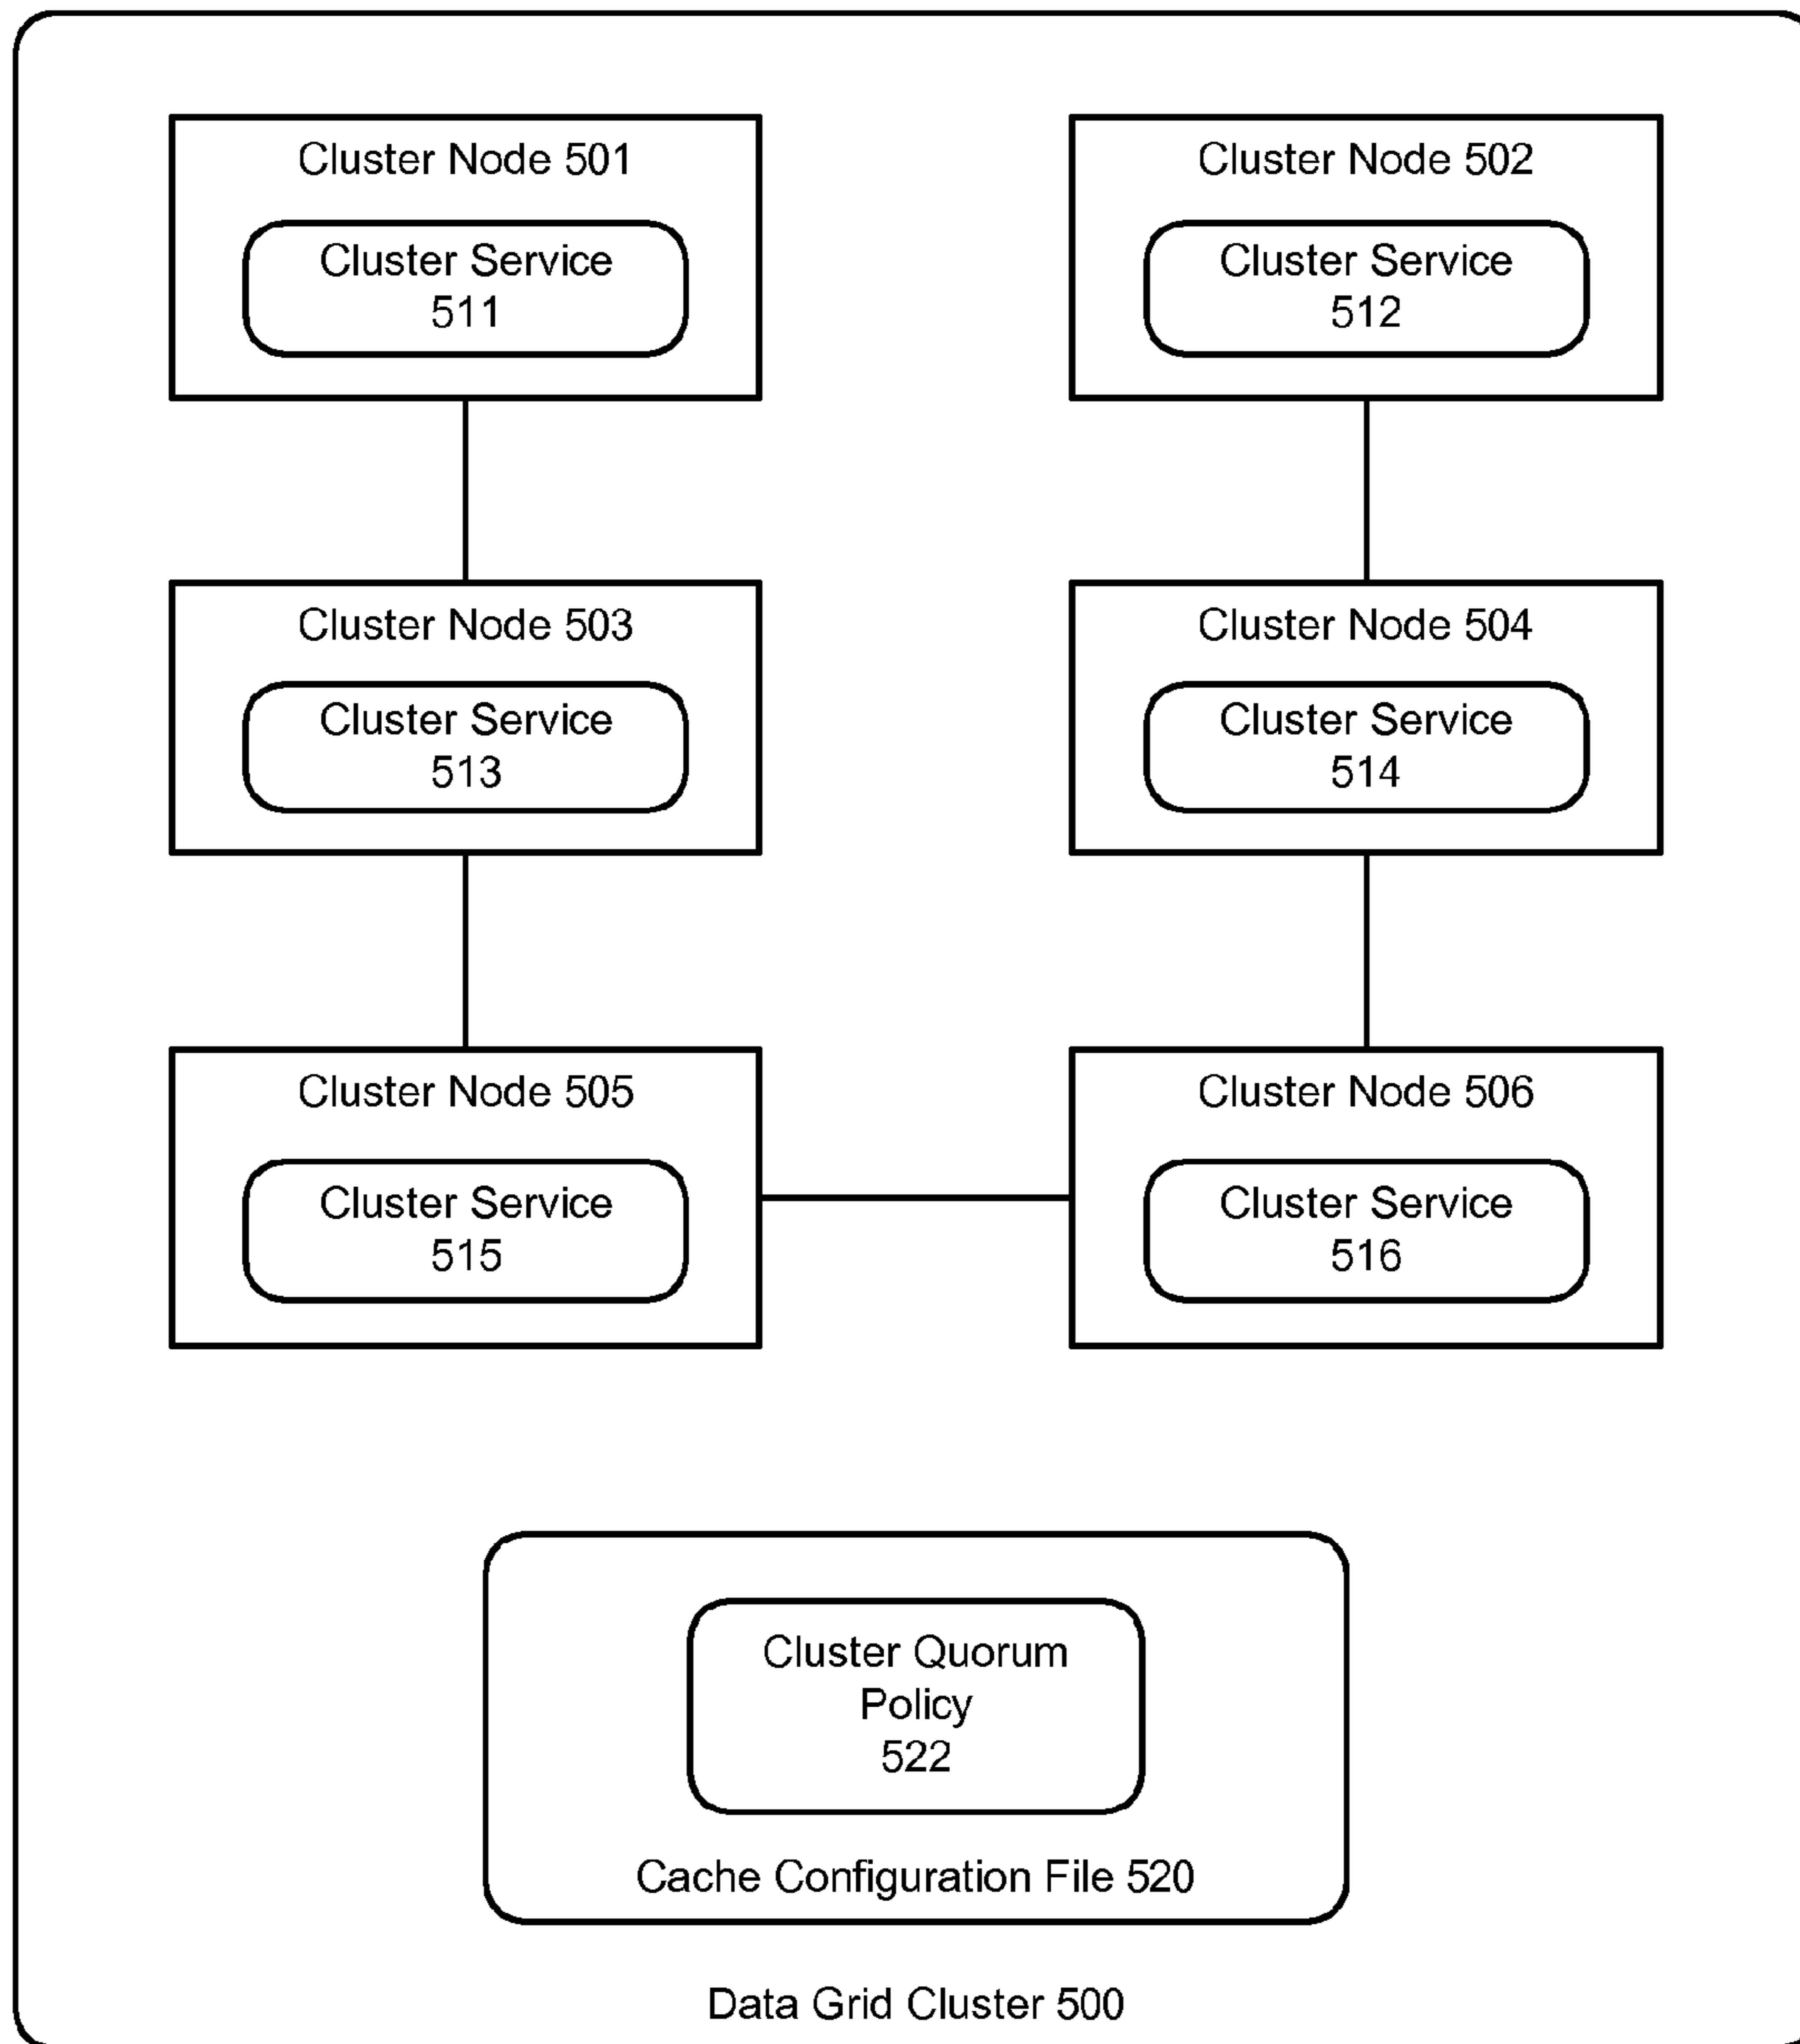 Cluster Node 501
Cluster Service
511
Cluster Node 502
Cluster Service
512
Cluster Node 503
Cluster Service
513
Cluster Node 504
Cluster Service
514
Cluster Node 505
Cluster Service
515
Cluster Node 506
Cluster Service
516
Cluster Quorum
Policy
522
Cache Configuration File 520
Data Grid Cluster 500